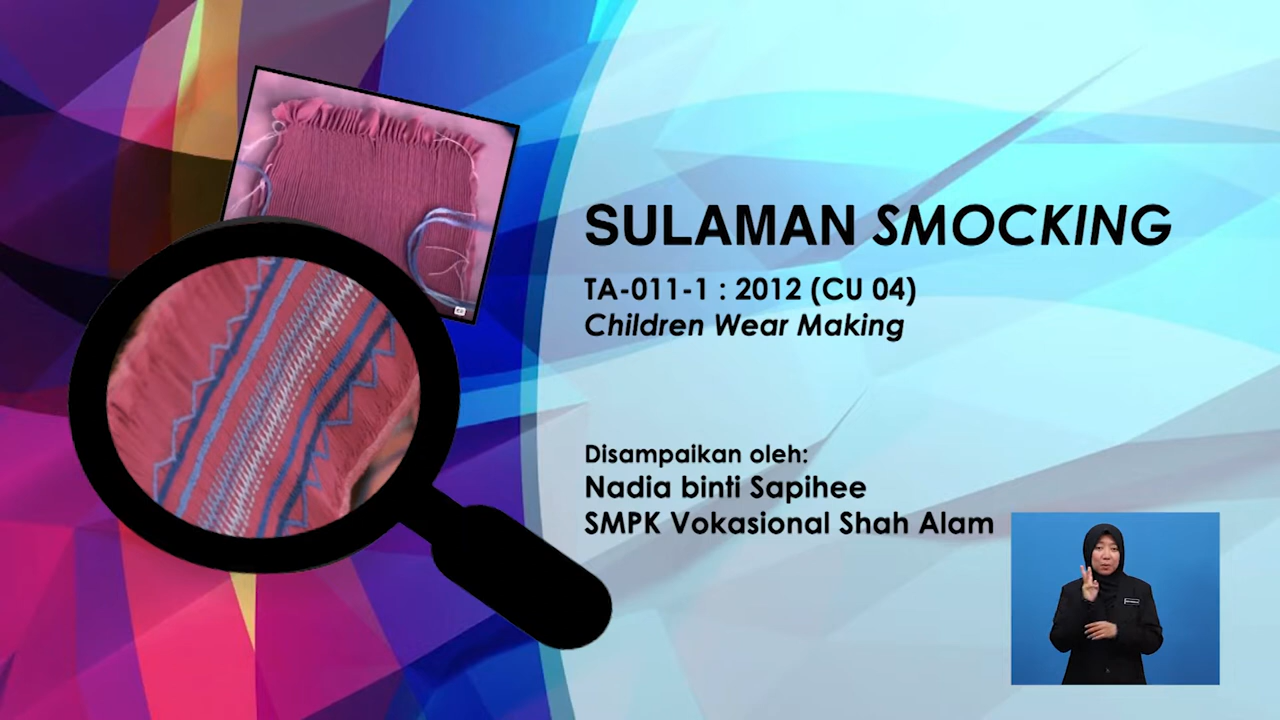 SULAMAN SMOCKING
TA-011-1 : 2012 (CU 04)
Children Wear Making
Disampaikan oleh:
Nadia binti Sapihee
SMPK Vokasional Shah Alam